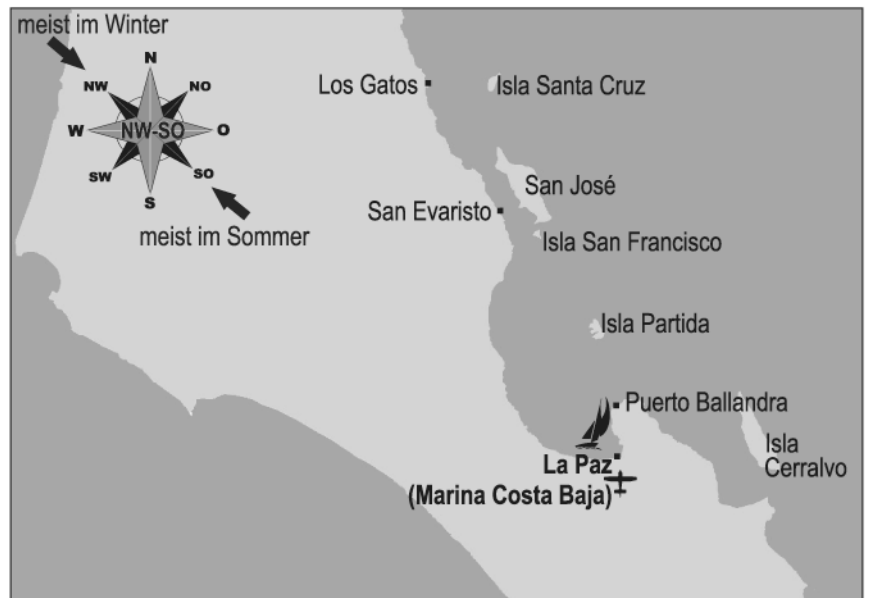 meist im Winter
N
NW
NO
W
NW-SO
O
SW
SO
S
meist im Sommer
Los Gatos
Isla Santa Cruz
San José
San Evaristo
Isla San Francisco
Isla Partida
Puerto Ballandra
Isla
Cerralvo
La Paz
(Marina Costa Baja)